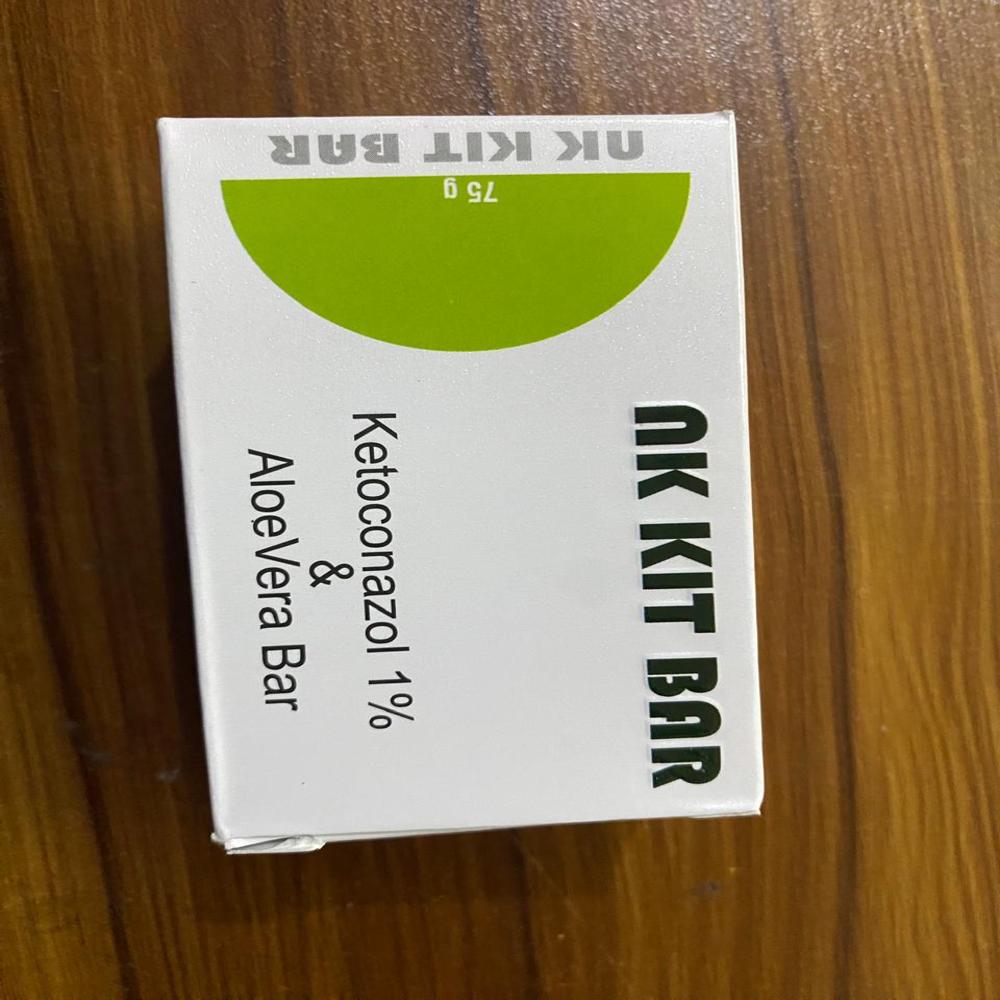 NK KIT BAR
75 g
NK KIT BAR
Ketoconazol 1%
&
AloeVera Bar